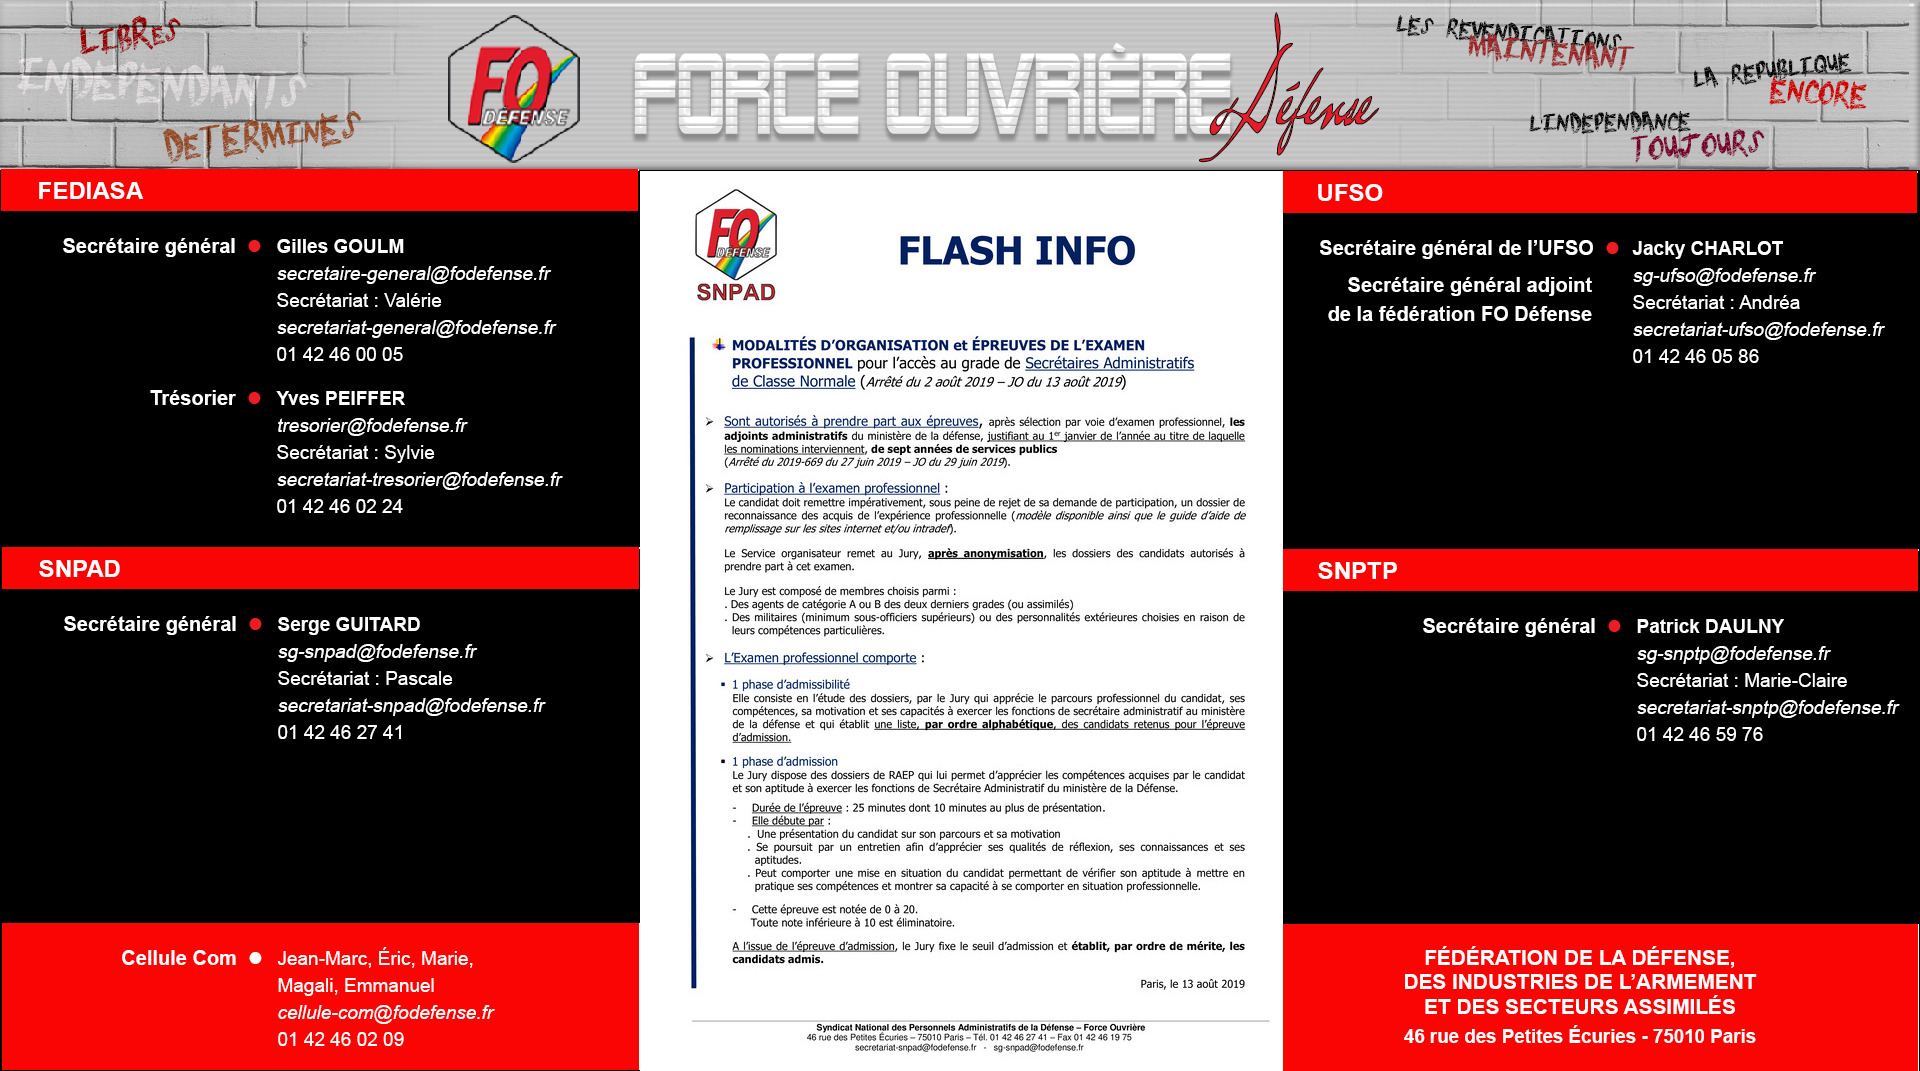 LIBRES
INDEPENDANTS
DETERMINES
FO
DEFENSE
FORCE OUVRIÈRE
Défense
LES REVENDICATIONS
MAINTENANT
LA REPUBLIQUE
ENCORE
L'INDEPENDANCE
TOUJOURS
FEDIASA
Secrétaire général ● Gilles GOULM
secretaire-general@fodefense.fr
Secrétariat : Valérie
secretariat-general@fodefense.fr
01 42 46 00 05
Trésorier ● Yves PEIFFER
tresorier@fodefense.fr
Secrétariat : Sylvie
secretariat-tresorier@fodefense.fr
01 42 46 02 24
SNPAD
Secrétaire général ● Serge GUITARD
sg-snpad@fodefense.fr
Secrétariat : Pascale
secretariat-snpad@fodefense.fr
01 42 46 27 41
Cellule Com ● Jean-Marc, Éric, Marie,
Magali, Emmanuel
cellule-com@fodefense.fr
01 42 46 02 09
FO
DEFENSE
SNPAD
FLASH INFO
MODALITÉS D'ORGANISATION et ÉPREUVES DE L'EXAMEN
PROFESSIONNEL pour l'accès au grade de Secrétaires Administratifs
de Classe Normale (Arrêté du 2 août 2019 – JO du 13 août 2019)
➢ Sont autorisés à prendre part aux épreuves, après sélection par voie d'examen professionnel, les
adjoints administratifs du ministère de la défense, justifiant au 1er janvier de l'année au titre de laquelle
les nominations interviennent, de sept années de services publics
(Arrêté du 2019-669 du 27 juin 2019 – JO du 29 juin 2019).
➢ Participation à l'examen professionnel :
Le candidat doit remettre impérativement, sous peine de rejet de sa demande de participation, un dossier de
reconnaissance des acquis de l'expérience professionnelle (modèle disponible ainsi que le guide d'aide de
remplissage sur les sites internet et/ou intradef).
Le Service organisateur remet au Jury, après anonymisation, les dossiers des candidats autorisés à
prendre part à cet examen.
Le Jury est composé de membres choisis parmi :
. Des agents de catégorie A ou B des deux derniers grades (ou assimilés)
. Des militaires (minimum sous-officiers supérieurs) ou des personnalités extérieures choisies en raison de
leurs compétences particulières.
➢ L'Examen professionnel comporte :
▪ 1 phase d'admissibilité
Elle consiste en l'étude des dossiers, par le Jury qui apprécie le parcours professionnel du candidat, ses
compétences, sa motivation et ses capacités à exercer les fonctions de secrétaire administratif au ministère
de la défense et qui établit une liste, par ordre alphabétique, des candidats retenus pour l'épreuve
d'admission.
▪ 1 phase d'admission
Le Jury dispose des dossiers de RAEP qui lui permet d'apprécier les compétences acquises par le candidat
et son aptitude à exercer les fonctions de Secrétaire Administratif du ministère de la Défense.
- Durée de l'épreuve : 25 minutes dont 10 minutes au plus de présentation.
- Elle débute par :
. Une présentation du candidat sur son parcours et sa motivation
. Se poursuit par un entretien afin d'apprécier ses qualités de réflexion, ses connaissances et ses
aptitudes.
. Peut comporter une mise en situation du candidat permettant de vérifier son aptitude à mettre en
pratique ses compétences et montrer sa capacité à se comporter en situation professionnelle.
- Cette épreuve est notée de 0 à 20.
Toute note inférieure à 10 est éliminatoire.
A l'issue de l'épreuve d'admission, le Jury fixe le seuil d'admission et établit, par ordre de mérite, les
candidats admis.
Paris, le 13 août 2019
Syndicat National des Personnels Administratifs de la Défense – Force Ouvrière
46 rue des Petites Écuries – 75010 Paris – Tél. 01 42 46 27 41 – Fax 01 42 46 19 75
secretariat-snpad@fodefense.fr - sg-snpad@fodefense.fr
UFSO
Secrétaire général de l'UFSO ● Jacky CHARLOT
Secrétaire général adjoint
de la fédération FO Défense
sg-ufso@fodefense.fr
Secrétariat : Andréa
secretariat-ufso@fodefense.fr
01 42 46 05 86
SNPTP
Secrétaire général ● Patrick DAULNY
sg-snptp@fodefense.fr
Secrétariat : Marie-Claire
secretariat-snptp@fodefense.fr
01 42 46 59 76
FÉDÉRATION DE LA DÉFENSE,
DES INDUSTRIES DE L'ARMEMENT
ET DES SECTEURS ASSIMILÉS
46 rue des Petites Écuries - 75010 Paris